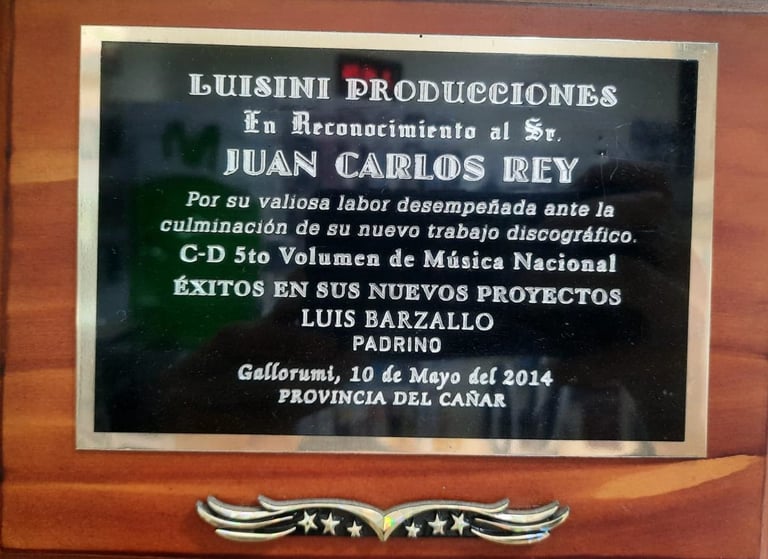 LUISINI PRODUCCIONES
En Reconocimiento al Sr.
JUAN CARLOS REY
Por su valiosa labor desempeñada ante la
culminación de su nuevo trabajo discográfico.
C-D 5to Volumen de Música Nacional
ÉXITOS EN SUS NUEVOS PROYECTOS
LUIS BARZALLO
PADRINO
Gallorumi, 10 de Mayo del 2014
PROVINCIA DEL CAÑAR